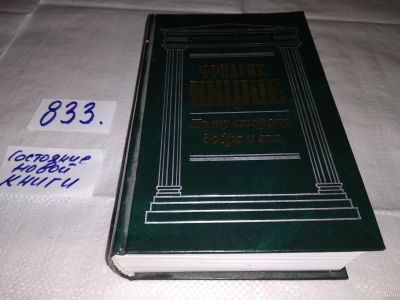 833.
Состояние
новой
книги
ФРИДРИХ
НИЦШЕ
По ту сторону
добра и зла